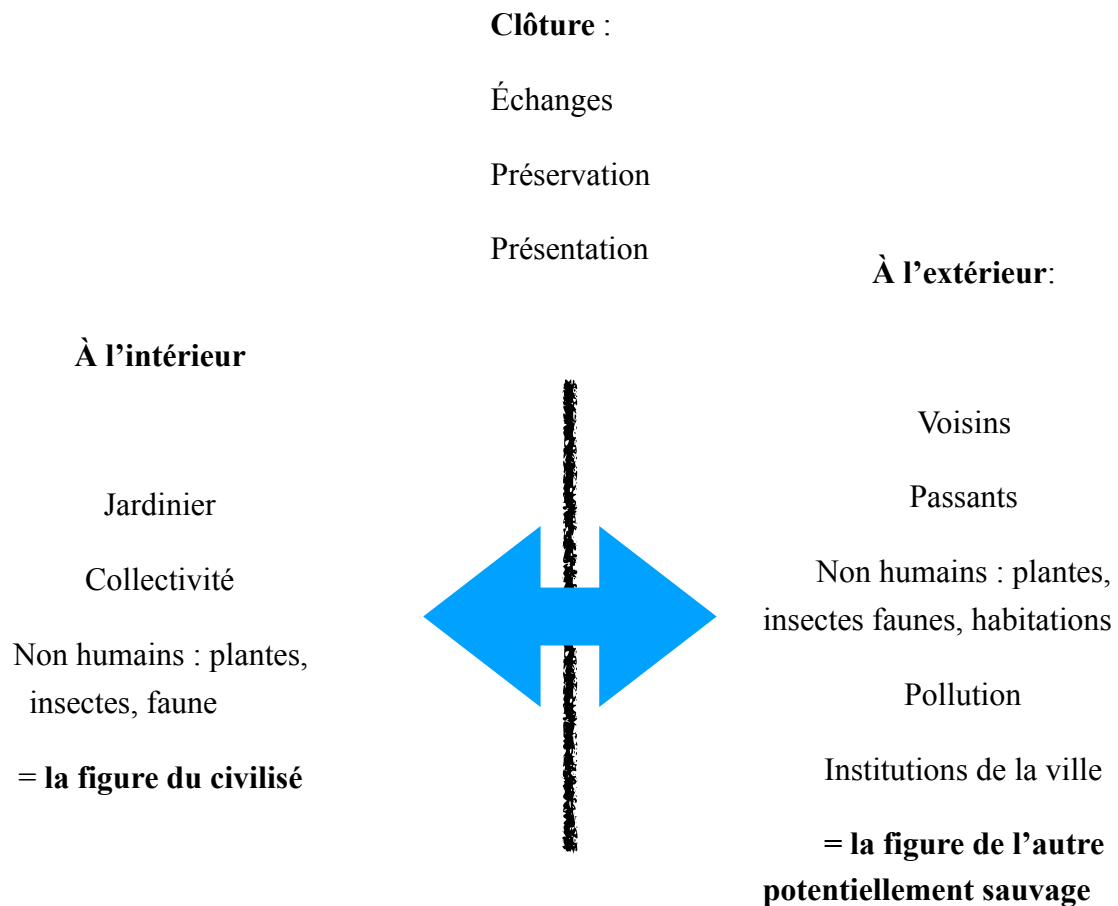 Clôture :
Échanges
Préservation
Présentation
À l’intérieur
Jardinier
Collectivité
Non humains : plantes,
insectes, faune
= la figure du civilisé
À l’extérieur:
Voisins
Passants
Non humains : plantes,
insectes faunes, habitations
Pollution
Institutions de la ville
= la figure de l’autre
potentiellement sauvage